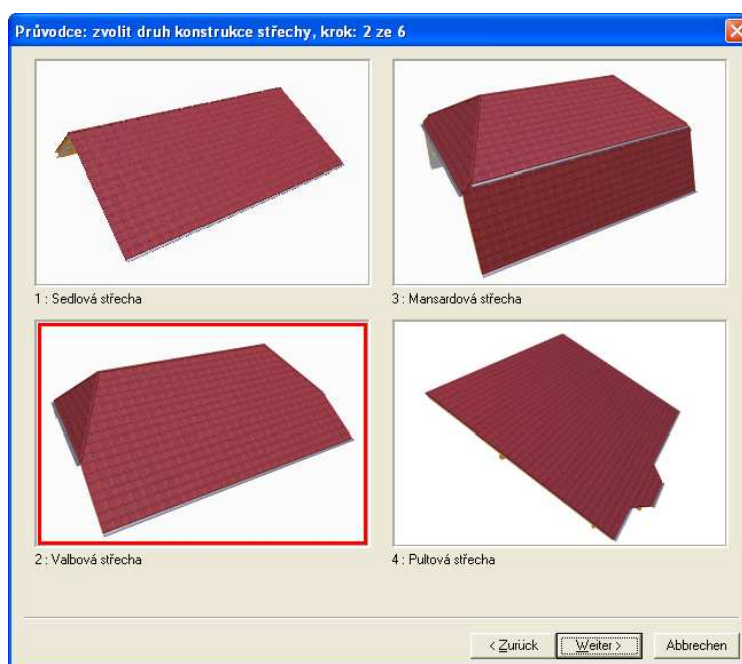 Průvodce: zvolit druh konstrukce střechy, krok: 2 ze 6
1 : Sedlová střecha
3 : Mansardová střecha
2 : Valbová střecha
4 : Pultová střecha
< Zurück
Weiter >
Abbrechen